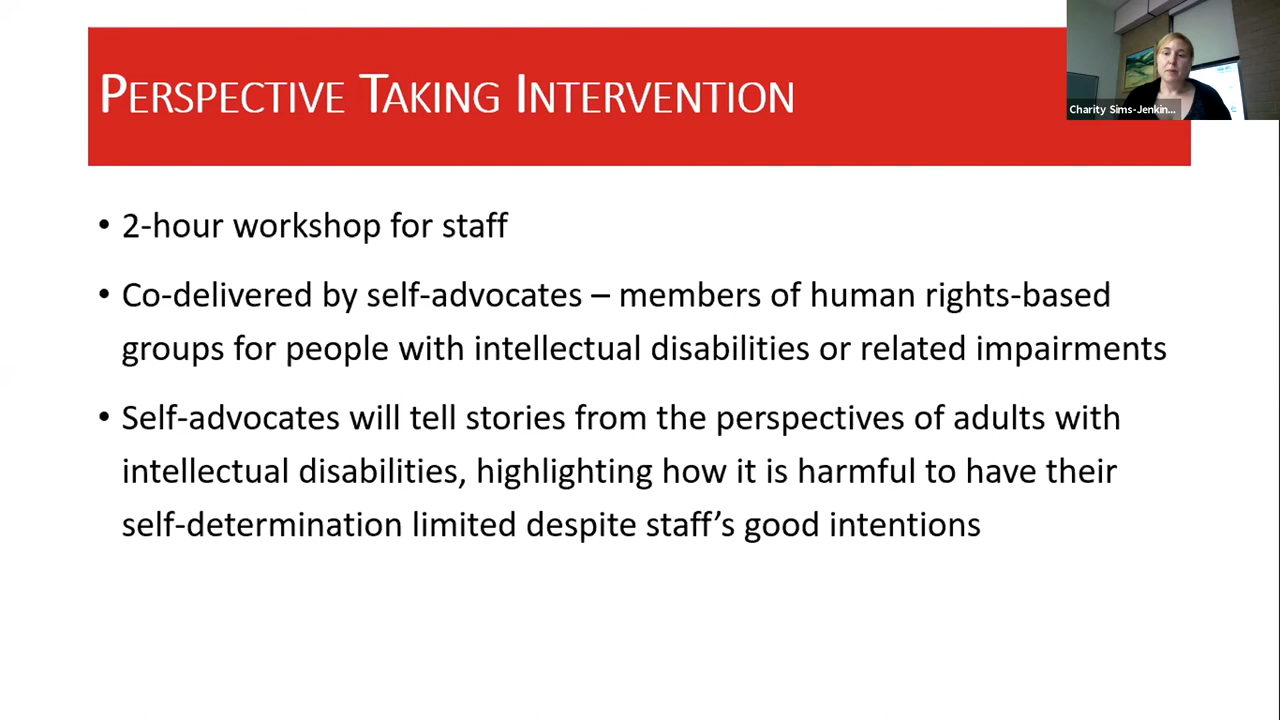 PERSPECTIVE TAKING INTERVENTION
Charity Sims-Jenkin...
• 2-hour workshop for staff
• Co-delivered by self-advocates – members of human rights-based
groups for people with intellectual disabilities or related impairments
• Self-advocates will tell stories from the perspectives of adults with
intellectual disabilities, highlighting how it is harmful to have their
self-determination limited despite staff’s good intentions